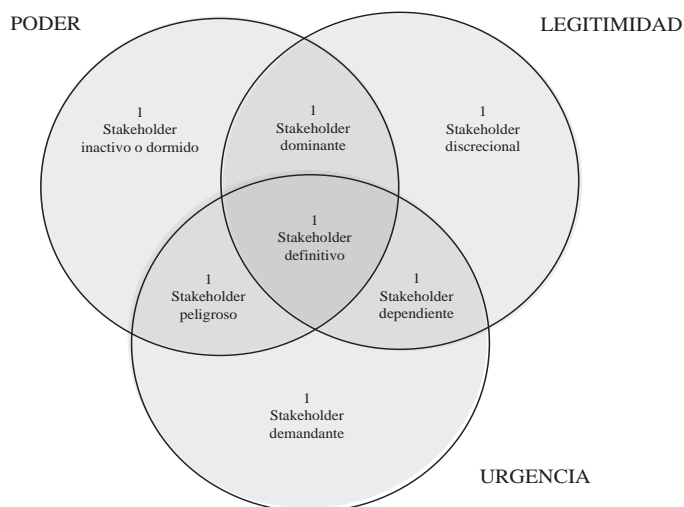 PODER
LEGITIMIDAD
1
Stakeholder
inactivo o dormido
1
Stakeholder
dominante
1
Stakeholder
discrecional
1
Stakeholder
definitivo
1
Stakeholder
peligroso
1
Stakeholder
dependiente
1
Stakeholder
demandante
URGENCIA